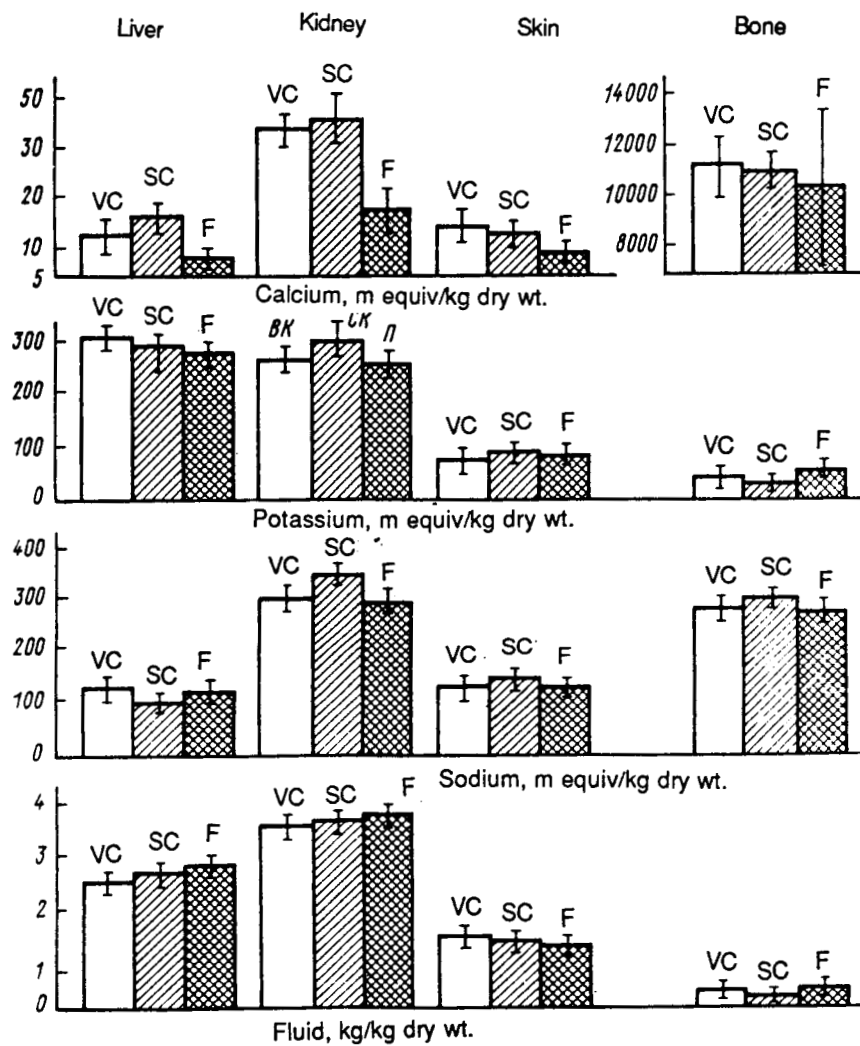 Liver Kidney Skin Bone
50 30 20 10 5
VC SC F
VC SC F
VC SC F
14000 12000 10000 8000
VC SC F
Calcium, m equiv/kg dry wt.
300 200 100 0
VC SC F
ВК СК П
VC SC F
VC SC F
Potassium, m equiv/kg dry wt.
400 300 200 100 0
VC SC F
VC SC F
VC SC F
VC SC F
Sodium, m equiv/kg dry wt.
4 3 2 1 0
VC SC F
VC SC F
VC SC F
VC SC F
Fluid, kg/kg dry wt.